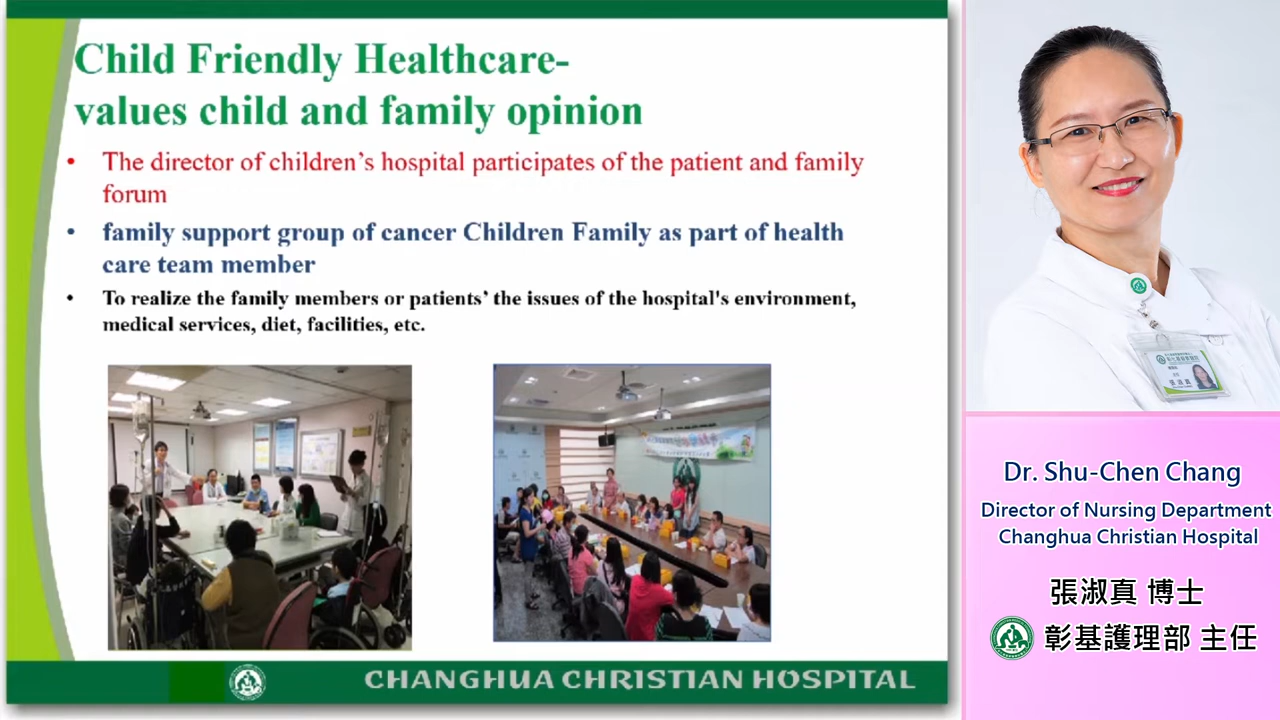 Child Friendly Healthcare-
values child and family opinion
• The director of children's hospital participates of the patient and family
forum
• family support group of cancer Children Family as part of health
care team member
• To realize the family members or patients' the issues of the hospital's environment,
medical services, diet, facilities, etc.
CHANGHUA CHRISTIAN HOSPITAL
Dr. Shu-Chen Chang
Director of Nursing Department
Changhua Christian Hospital
張淑真 博士
彰基護理部 主任